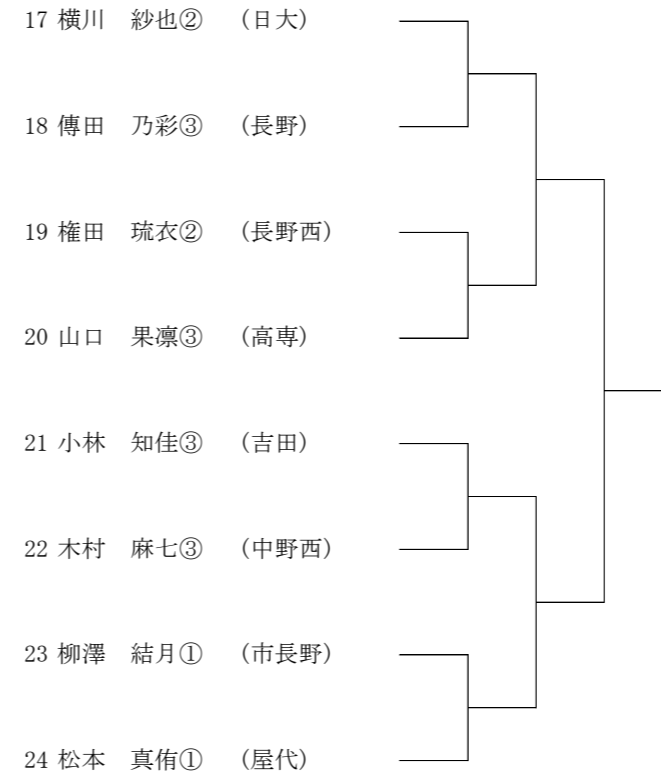 17 横川　紗也②　(日大)
18 傳田　乃彩③　(長野)
19 権田　琉衣②　(長野西)
20 山口　果凛③　(高専)
21 小林　知佳③　(吉田)
22 木村　麻七③　(中野西)
23 柳澤　結月①　(市長野)
24 松本　真侑①　(屋代)